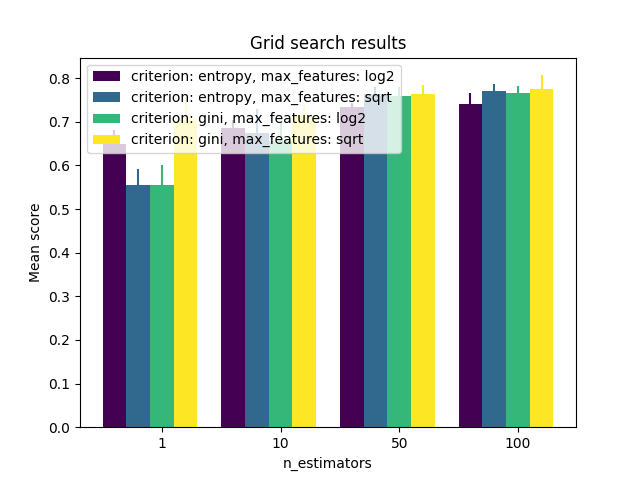 Grid search results
criterion: entropy, max_features: log2
criterion: entropy, max_features: sqrt
criterion: gini, max_features: log2
criterion: gini, max_features: sqrt
Mean score
0.8
0.7
0.6
0.5
0.4
0.3
0.2
0.1
0.0
1 10 50 100
n_estimators